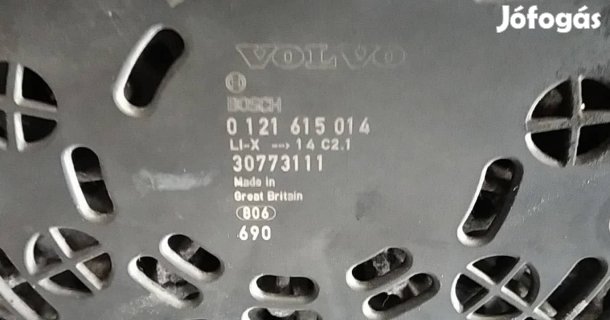 Jófogás
VOLVO
BOSCH
0 121 615 014
LI-X --> 14 C2.1
30773111
Made in
Great Britain
806
690